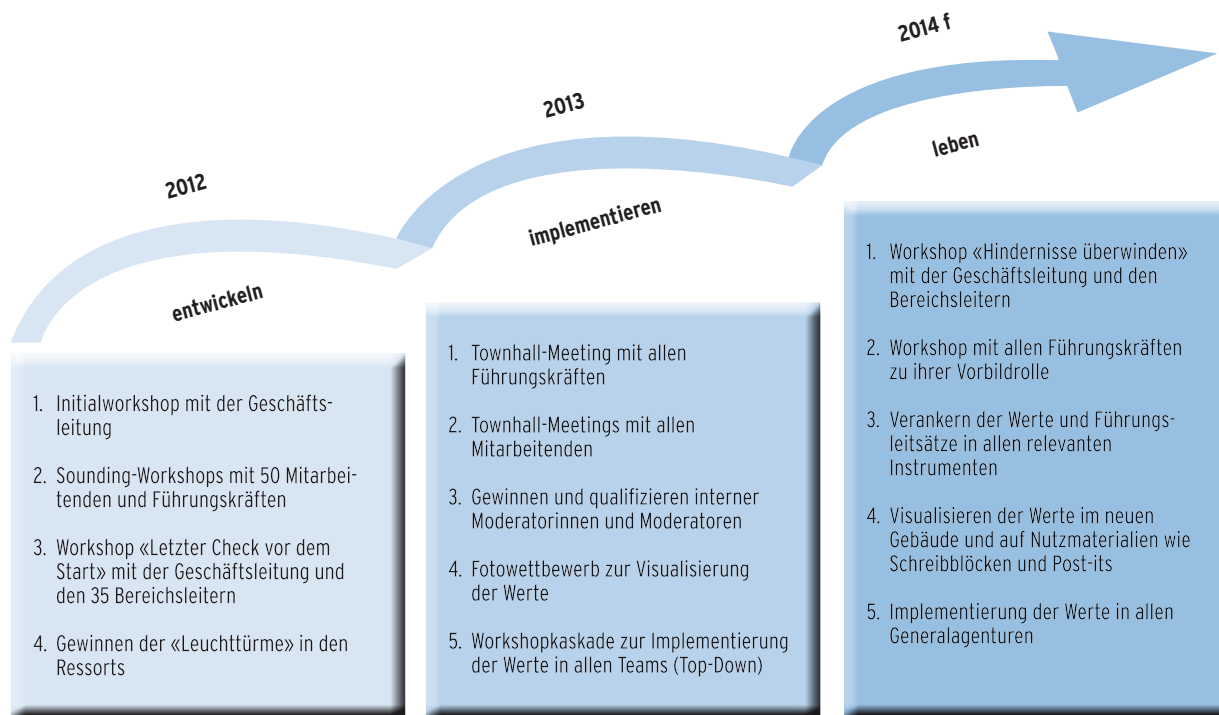 2012
entwickeln
1. Initialworkshop mit der Geschäfts-
leitung
2. Sounding-Workshops mit 50 Mitarbei-
tenden und Führungskräften
3. Workshop «Letzter Check vor dem
Start» mit der Geschäftsleitung und
den 35 Bereichsleitern
4. Gewinnen der «Leuchttürme» in den
Ressorts
2013
implementieren
1. Townhall-Meeting mit allen
Führungskräften
2. Townhall-Meetings mit allen
Mitarbeitenden
3. Gewinnen und qualifizieren interner
Moderatorinnen und Moderatoren
4. Fotowettbewerb zur Visualisierung
der Werte
5. Workshopkaskade zur Implementierung
der Werte in allen Teams (Top-Down)
2014 f
leben
1. Workshop «Hindernisse überwinden»
mit der Geschäftsleitung und den
Bereichsleitern
2. Workshop mit allen Führungskräften
zu ihrer Vorbildrolle
3. Verankern der Werte und Führungs-
leitsätze in allen relevanten
Instrumenten
4. Visualisieren der Werte im neuen
Gebäude und auf Nutzmaterialien wie
Schreibblöcken und Post-its
5. Implementierung der Werte in allen
Generalagenturen